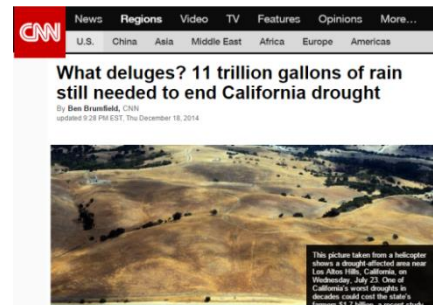 CNN
News Regions Video TV Features Opinions More...
U.S. China Asia Middle East Africa Europe Americas
What deluges? 11 trillion gallons of rain
still needed to end California drought
By Ben Brumfield, CNN
updated 9:28 PM EST, Thu December 18, 2014
This picture taken from a helicopter
shows a drought-affected area near
Los Altos Hills, California, on
Wednesday, July 23. One of
California's worst droughts in
decades could cost the state's